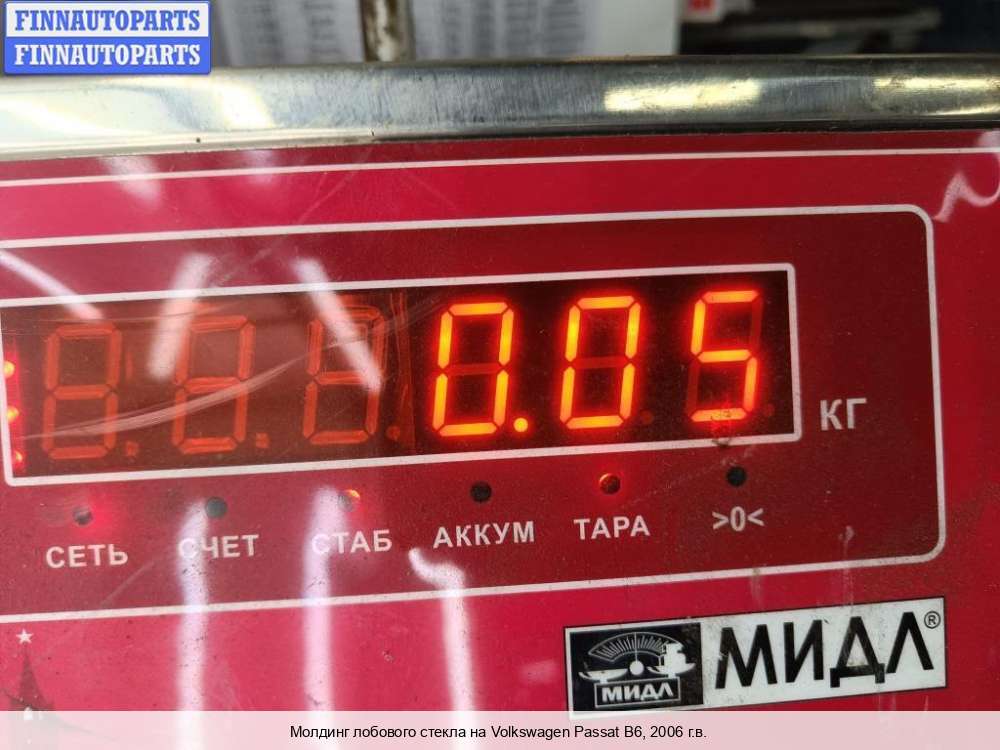 FINNAUTOPARTS
FINNAUTOPARTS
0.05
КГ
СЕТЬ СЧЕТ СТАБ АККУМ ТАРА >0<
МИДЛ МИДЛ®
Молдинг лобового стекла на Volkswagen Passat B6, 2006 г.в.